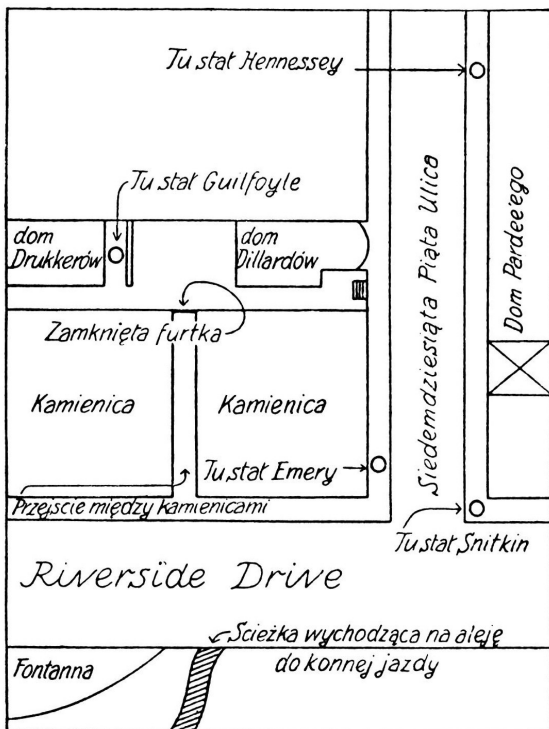 Tu stał Hennessey
Tu stał Guilfoyle
dom
Drukkerów
dom
Dillardów
Siedemdziesiąta Piąta Ulica
Dom Pardee'ego
Zamknięta furtka
Kamienica
Kamienica
Tu stał Emery
Przejście między kamienicami
Tu stał Snitkin
Riverside Drive
Ścieżka wychodząca na aleję
do konnej jazdy
Fontanna